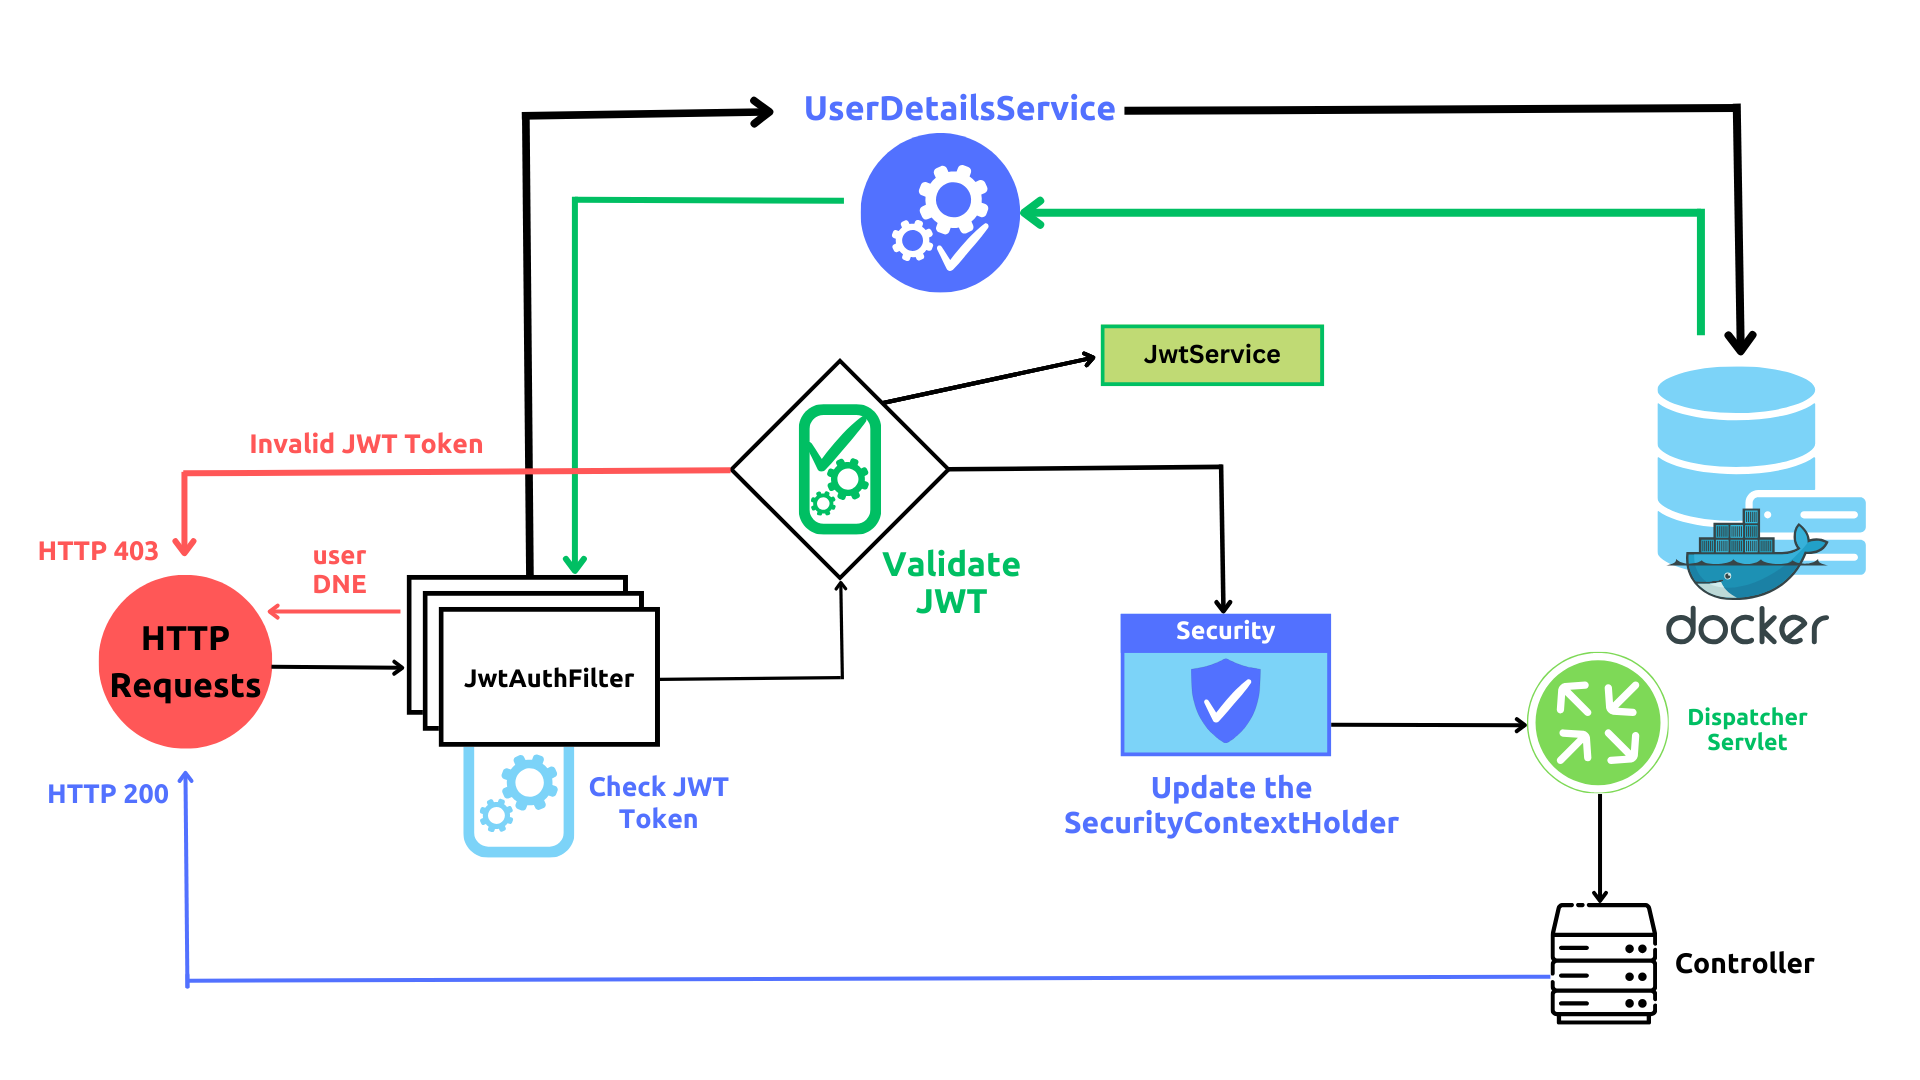 UserDetailsService
JwtService
Invalid JWT Token
HTTP 403
user
DNE
Validate
JWT
HTTP
Requests
JwtAuthFilter
Security
docker
Check JWT
Token
HTTP 200
Update the
SecurityContextHolder
Dispatcher
Servlet
Controller